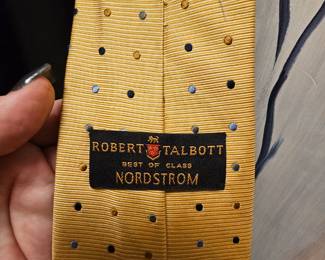 ROBERT TALBOTT
BEST OF CLASS
NORDSTROM